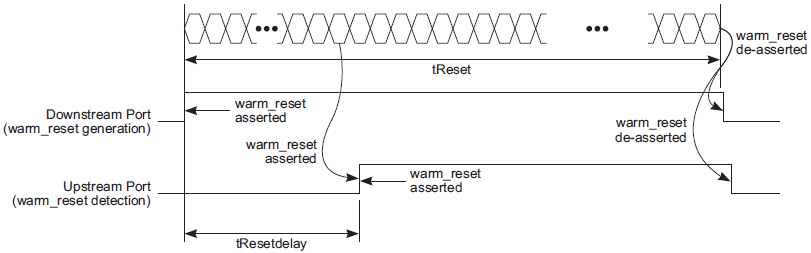 warm_reset
de-asserted
tReset
Downstream Port
(warm_reset generation)
warm_reset
asserted
warm_reset
de-asserted
warm_reset
asserted
warm_reset
asserted
Upstream Port
(warm_reset detection)
tResetdelay